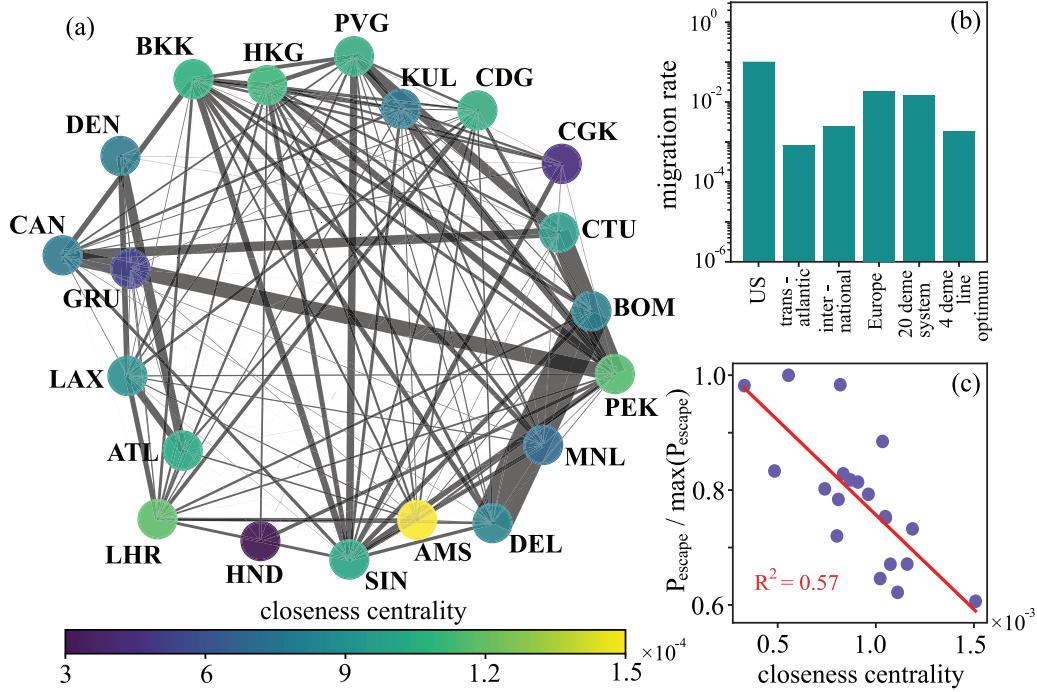 (a)
PVG
BKK
HKG
KUL
CDG
DEN
CGK
CAN
CTU
GRU
BOM
LAX
PEK
ATL
MNL
LHR
HND
SIN
AMS
DEL
closeness centrality
3
6
9
1.2
1.5
×10⁻⁴
(b)
migration rate
10⁰
10⁻²
10⁻⁴
10⁻⁶
US
trans -
atlantic
inter -
national
Europe
20 deme
system
4 deme
line
optimum
(c)
P_escape / max(P_escape)
1.0
0.8
0.6
R² = 0.57
0.5
1.0
1.5
×10⁻³
closeness centrality